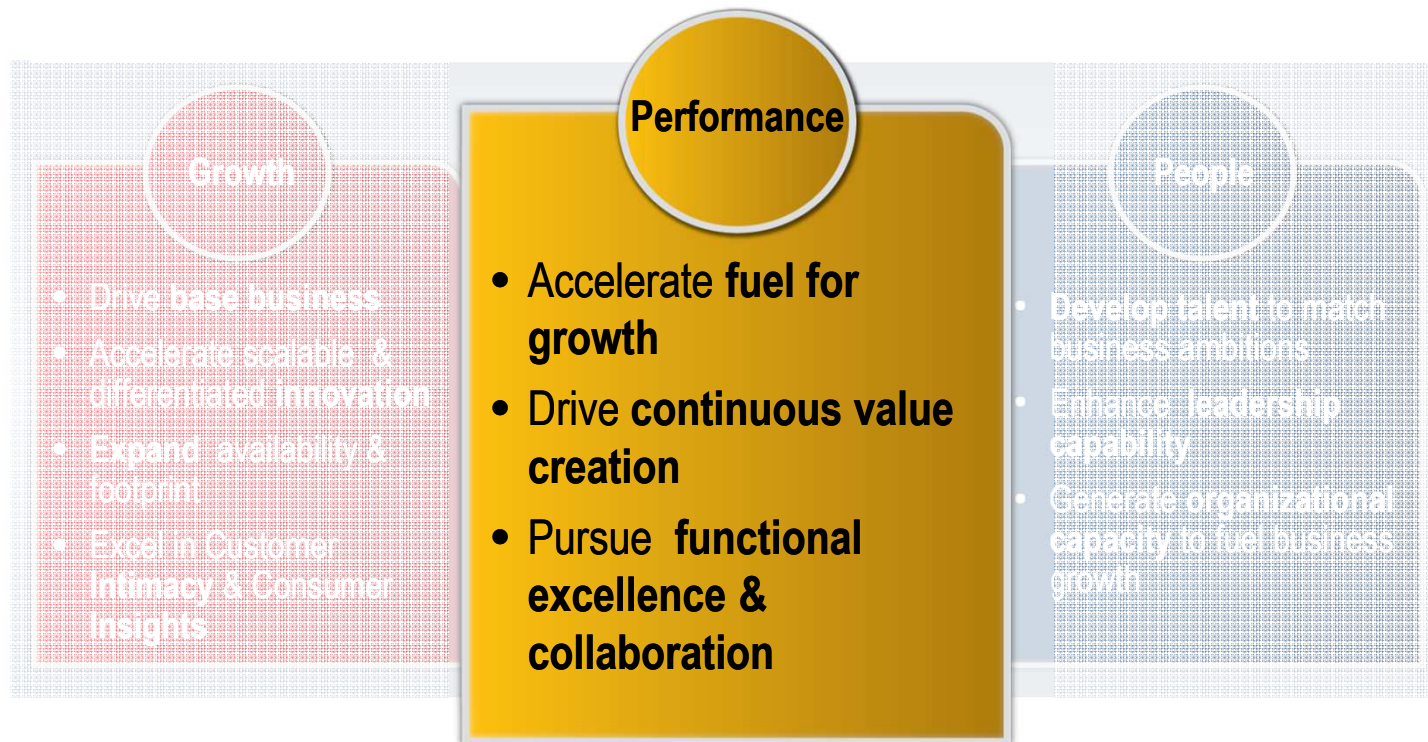 Growth
• Drive base business
• Accelerate scalable & 
differentiated innovation
• Expand availability &
footprint
• Excel in Customer
Intimacy & Consumer
Insights
Performance
• Accelerate fuel for
growth
• Drive continuous value
creation
• Pursue functional
excellence &
collaboration
People
• Develop talent to match
business ambitions
• Enhance leadership
capability
• Generate organizational
capacity to fuel business
growth